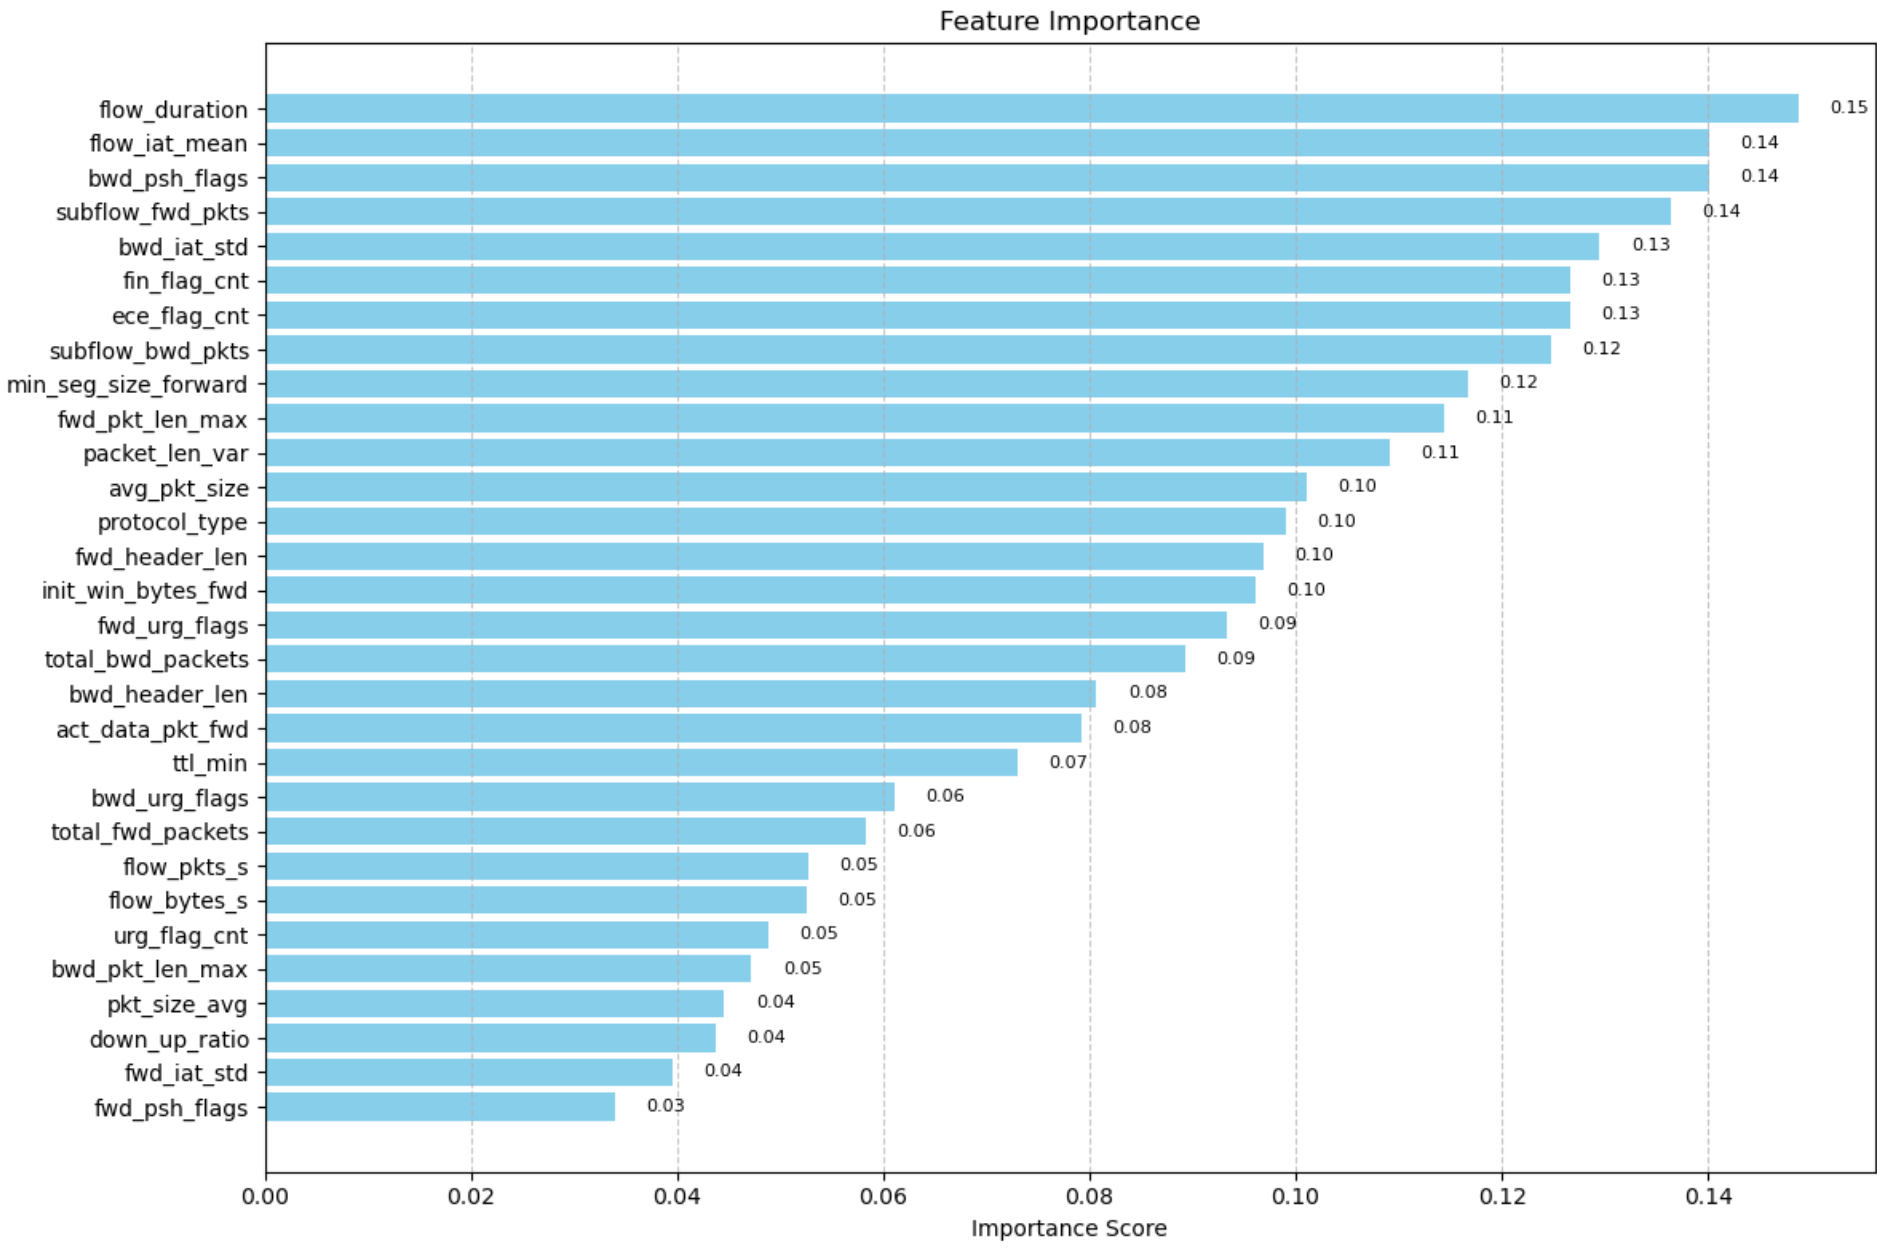 Feature Importance
flow_duration 0.15
flow_iat_mean 0.14
bwd_psh_flags 0.14
subflow_fwd_pkts 0.14
bwd_iat_std 0.13
fin_flag_cnt 0.13
ece_flag_cnt 0.13
subflow_bwd_pkts 0.12
min_seg_size_forward 0.12
fwd_pkt_len_max 0.11
packet_len_var 0.11
avg_pkt_size 0.10
protocol_type 0.10
fwd_header_len 0.10
init_win_bytes_fwd 0.10
fwd_urg_flags 0.09
total_bwd_packets 0.09
bwd_header_len 0.08
act_data_pkt_fwd 0.08
ttl_min 0.07
bwd_urg_flags 0.06
total_fwd_packets 0.06
flow_pkts_s 0.05
flow_bytes_s 0.05
urg_flag_cnt 0.05
bwd_pkt_len_max 0.05
pkt_size_avg 0.04
down_up_ratio 0.04
fwd_iat_std 0.04
fwd_psh_flags 0.03
0.00 0.02 0.04 0.06 0.08 0.10 0.12 0.14
Importance Score